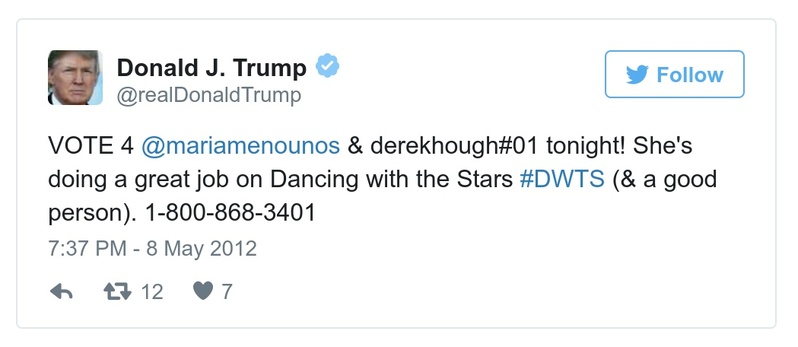 Donald J. Trump
@realDonaldTrump
Follow
VOTE 4 @mariamenounos & derekhough#01 tonight! She's
doing a great job on Dancing with the Stars #DWTS (& a good
person). 1-800-868-3401
7:37 PM - 8 May 2012
12 7